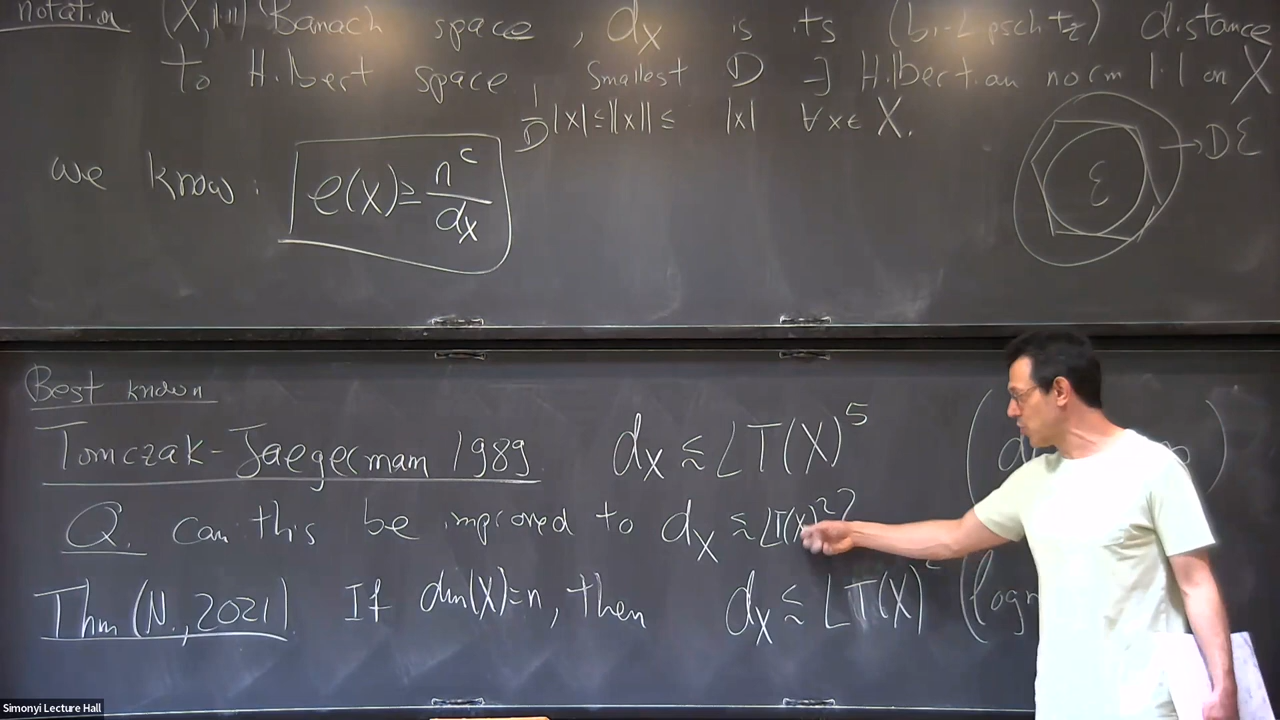 notation (X,||·||) Banach space, d_X is its (bi-Lipschitz) distance
to Hilbert space, smallest D ∃ Hilbertian norm |·| on X
1/D |x| ≤ ||x|| ≤ |x| ∀x∈X.
we know: e(X) ≳ n^c / d_X
ε → Dε
Best known
Tomczak-Jaegermann 1989 d_X ≲ LT(X)^5
Q. can this be improved to d_X ≲ LT(X)^2?
Thm (N., 2021) If dim(X)=n, then d_X ≲ LT(X) (log
Simonyi Lecture Hall